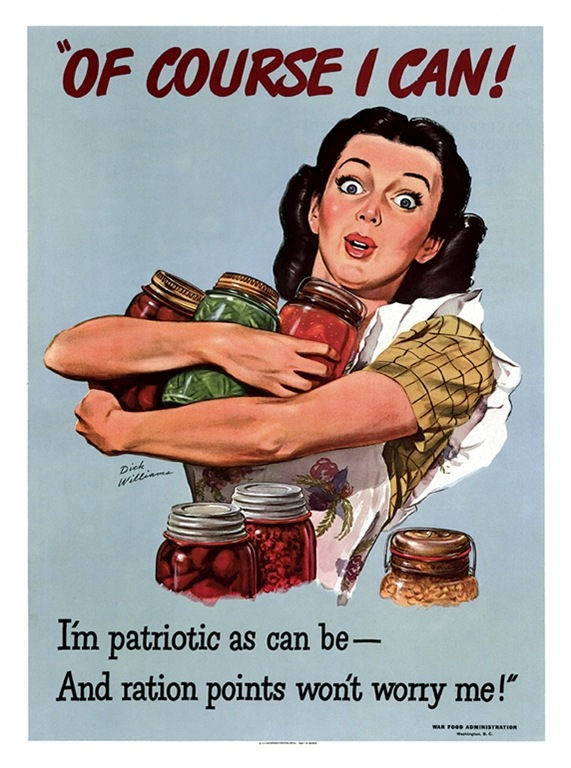 "OF COURSE I CAN!
Dick
Williams
I'm patriotic as can be—
And ration points won't worry me!"
WAR FOOD ADMINISTRATION
Washington, D. C.